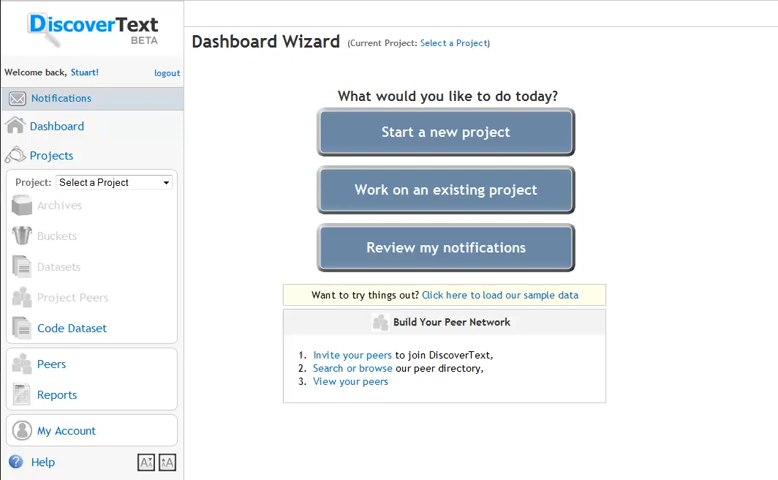 DiscoverText
BETA
Welcome back, Stuart!
logout
Notifications
Dashboard
Projects
Project: Select a Project
Archives
Buckets
Datasets
Project Peers
Code Dataset
Peers
Reports
My Account
Help
Dashboard Wizard (Current Project: Select a Project)
What would you like to do today?
Start a new project
Work on an existing project
Review my notifications
Want to try things out? Click here to load our sample data
Build Your Peer Network
1. Invite your peers to join DiscoverText,
2. Search or browse our peer directory,
3. View your peers